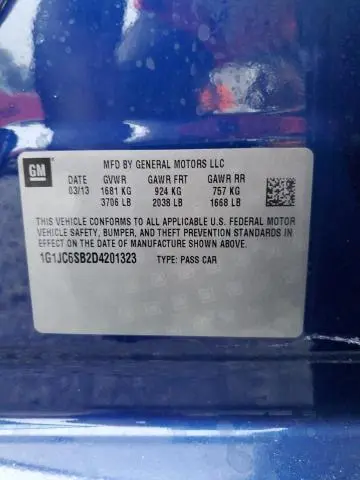 GM
MFD BY GENERAL MOTORS LLC
DATE GVWR GAWR FRT GAWR RR
03/13 1681 KG 924 KG 757 KG
3706 LB 2038 LB 1668 LB
THIS VEHICLE CONFORMS TO ALL APPLICABLE U.S. FEDERAL MOTOR
VEHICLE SAFETY, BUMPER, AND THEFT PREVENTION STANDARDS IN
EFFECT ON THE DATE OF MANUFACTURE SHOWN ABOVE.
1G1JC6SB2D4201323 TYPE: PASS CAR